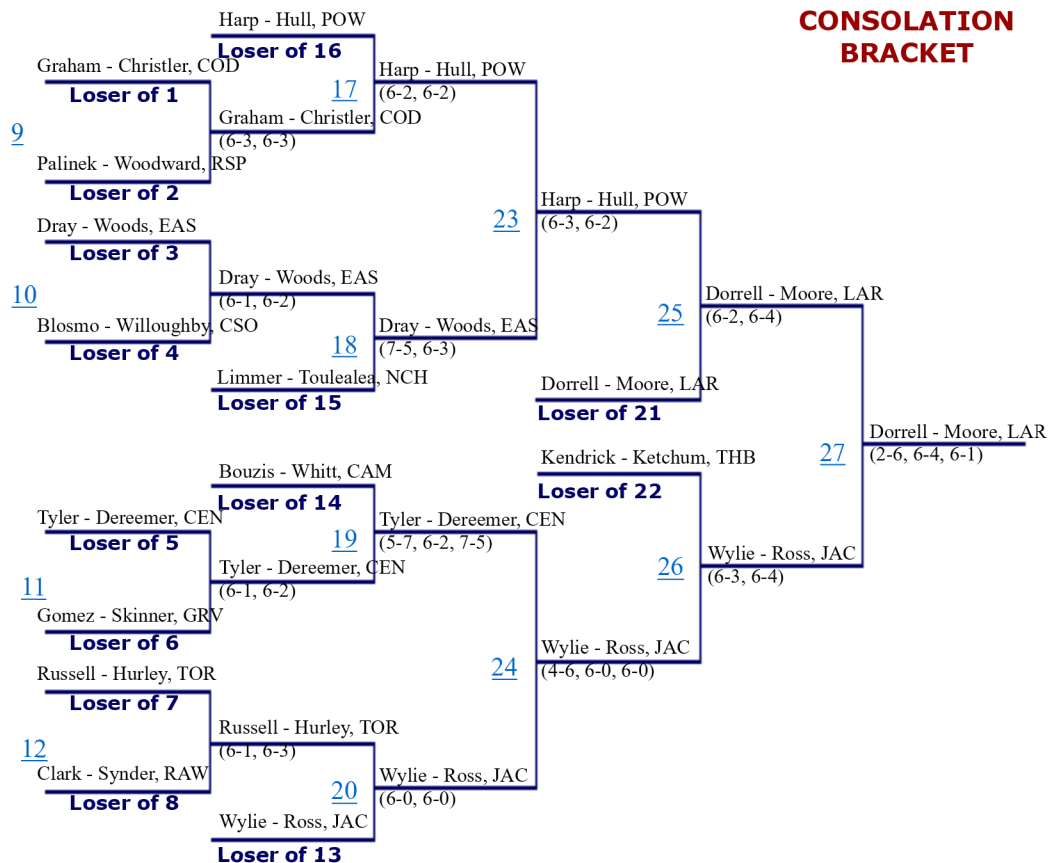 CONSOLATION
BRACKET
Harp - Hull, POW
Loser of 16
Graham - Christler, COD
Loser of 1
17
Harp - Hull, POW
(6-2, 6-2)
Graham - Christler, COD
(6-3, 6-3)
9
Palinek - Woodward, RSP
Loser of 2
23
Harp - Hull, POW
(6-3, 6-2)
Dray - Woods, EAS
Loser of 3
Dray - Woods, EAS
(6-1, 6-2)
10
Blosmo - Willoughby, CSO
Loser of 4
18
Dray - Woods, EAS
(7-5, 6-3)
Limmer - Toulealea, NCH
Loser of 15
25
Dorrell - Moore, LAR
(6-2, 6-4)
Dorrell - Moore, LAR
Loser of 21
27
Dorrell - Moore, LAR
(2-6, 6-4, 6-1)
Kendrick - Ketchum, THB
Loser of 22
Bouzis - Whitt, CAM
Loser of 14
Tyler - Dereemer, CEN
Loser of 5
19
Tyler - Dereemer, CEN
(5-7, 6-2, 7-5)
Tyler - Dereemer, CEN
(6-1, 6-2)
11
Gomez - Skinner, GRV
Loser of 6
26
Wylie - Ross, JAC
(6-3, 6-4)
24
Wylie - Ross, JAC
(4-6, 6-0, 6-0)
Russell - Hurley, TOR
Loser of 7
Russell - Hurley, TOR
(6-1, 6-3)
12
Clark - Synder, RAW
Loser of 8
20
Wylie - Ross, JAC
(6-0, 6-0)
Wylie - Ross, JAC
Loser of 13